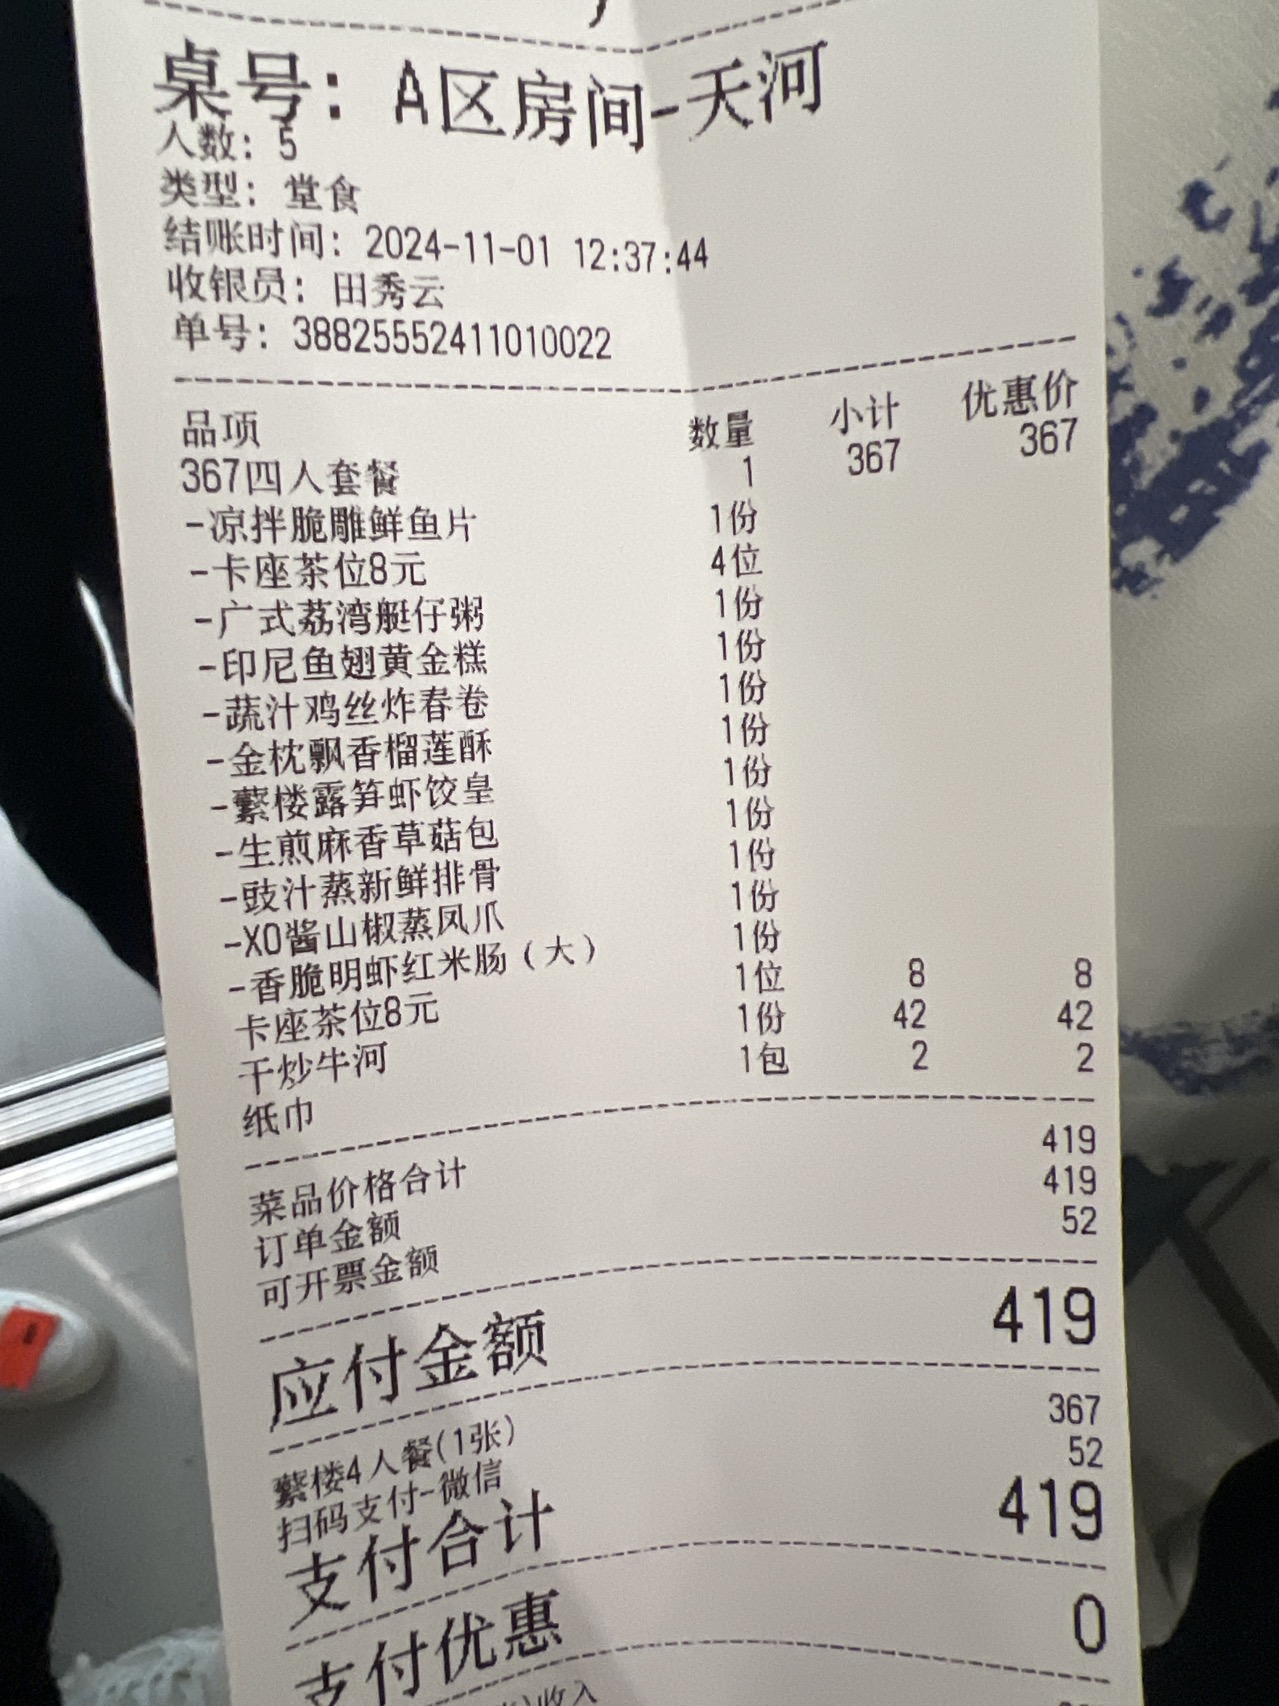 桌号：A区房间-天河
人数：5
类型：堂食
结账时间：2024-11-01 12:37:44
收银员：田秀云
单号：38825552411010022
品项 数量 小计 优惠价
367四人套餐 1 367 367
-凉拌脆雕鲜鱼片 1份
-卡座茶位8元 4位
-广式荔湾艇仔粥 1份
-印尼鱼翅黄金糕 1份
-蔬汁鸡丝炸春卷 1份
-金枕飘香榴莲酥 1份
-蘩楼露笋虾饺皇 1份
-生煎麻香草菇包 1份
-豉汁蒸新鲜排骨 1份
-XO酱山椒蒸凤爪 1份
-香脆明虾红米肠（大） 1份
卡座茶位8元 1位 8 8
干炒牛河 1份 42 42
纸巾 1包 2 2
菜品价格合计 419
订单金额 419
可开票金额 52
应付金额 419
蘩楼4人餐(1张) 367
扫码支付-微信 52
支付合计 419
支付优惠 0